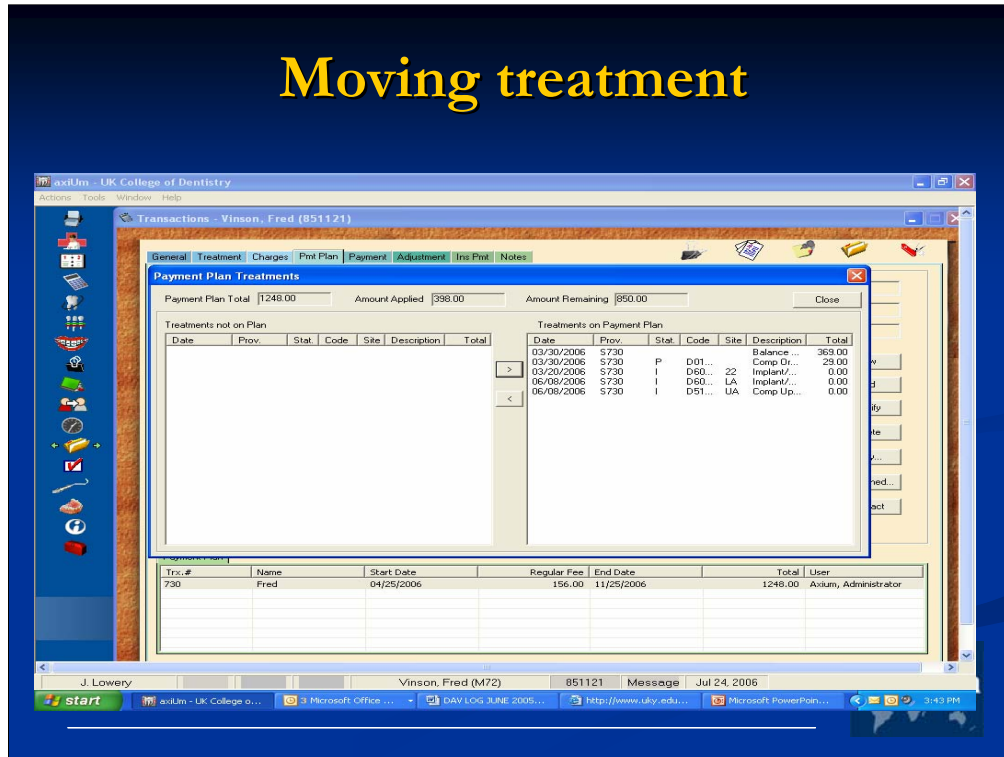 Moving treatment
axiUm - UK College of Dentistry
Actions Tools Window Help
Transactions - Vinson, Fred (851121)
General Treatment Charges Pmt Plan Payment Adjustment Ins Pmt Notes
Payment Plan Treatments
Payment Plan Total 1248.00 Amount Applied 398.00 Amount Remaining 850.00 Close
Treatments not on Plan Treatments on Payment Plan
Date Prov. Stat. Code Site Description Total Date Prov. Stat. Code Site Description Total
03/30/2006 S730 Balance ... 369.00
03/30/2006 S730 P D01... Comp Or... 29.00
> 03/20/2006 S730 I D60... 22 Implant/... 0.00
06/08/2006 S730 I D60... LA Implant/... 0.00
< 06/08/2006 S730 I D51... UA Comp Up... 0.00
Trx.# Name Start Date Regular Fee End Date Total User
730 Fred 04/25/2006 156.00 11/25/2006 1248.00 Axium, Administrator
J. Lowery Vinson, Fred (M72) 851121 Message Jul 24, 2006
start axiUm - UK College o... 3 Microsoft Office ... DAV LOG JUNE 2005... http://www.uky.edu... Microsoft PowerPoin... 3:43 PM